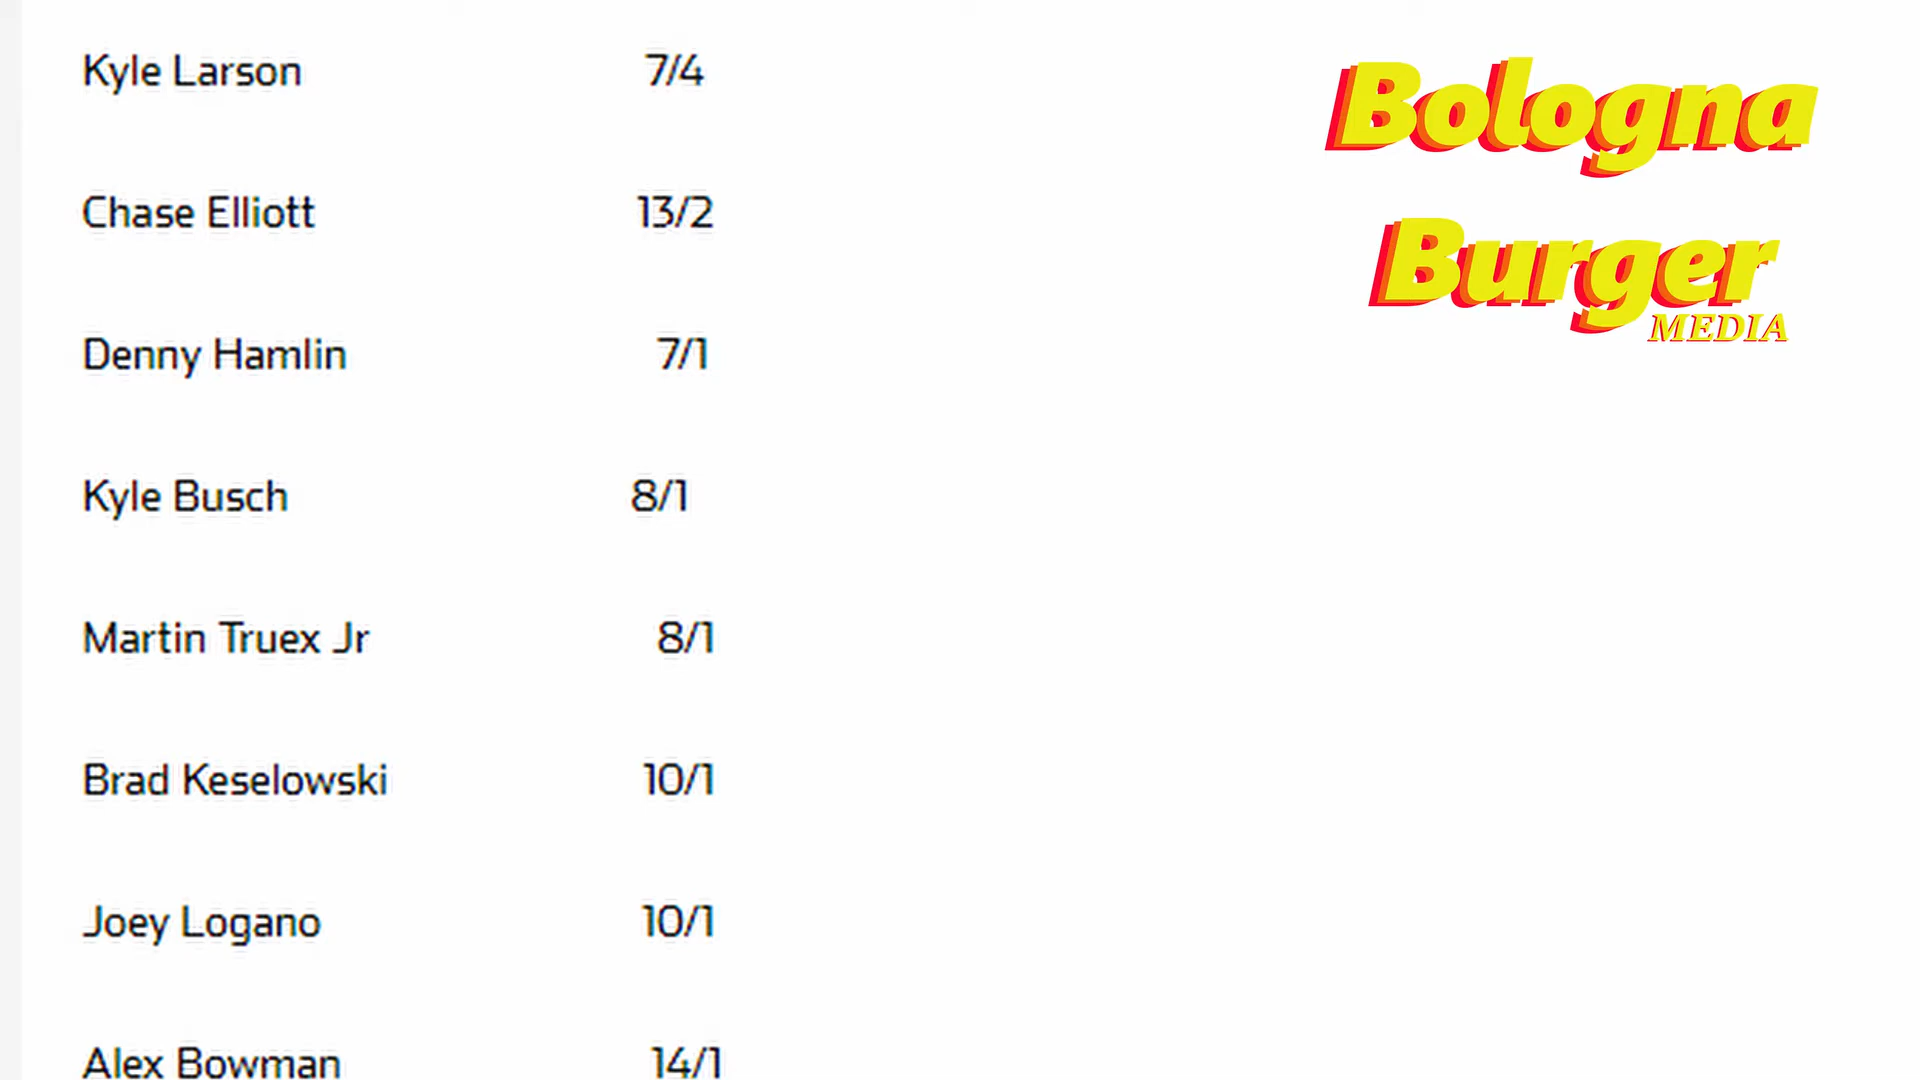 Kyle Larson 7/4
Chase Elliott 13/2
Denny Hamlin 7/1
Kyle Busch 8/1
Martin Truex Jr 8/1
Brad Keselowski 10/1
Joey Logano 10/1
Alex Bowman 14/1
Bologna
Burger
MEDIA